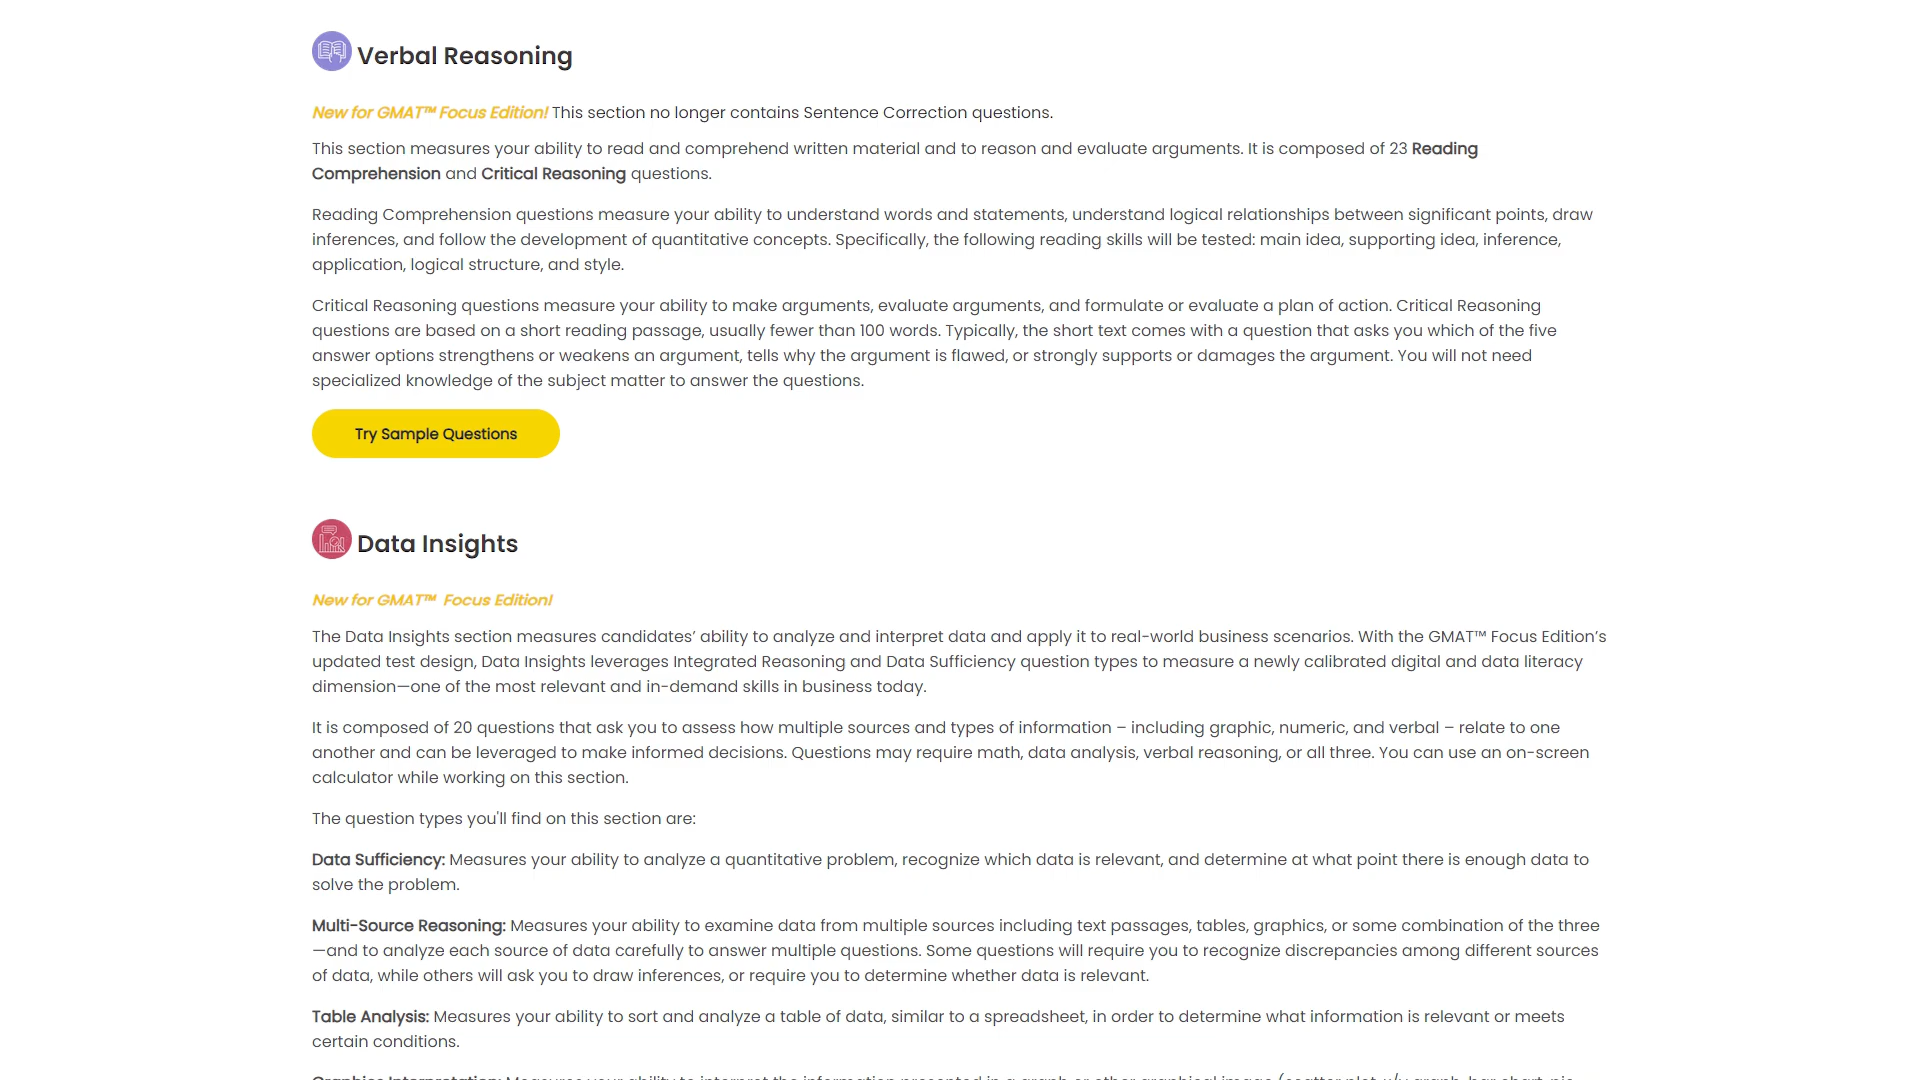 Verbal Reasoning
New for GMAT™ Focus Edition! This section no longer contains Sentence Correction questions.
This section measures your ability to read and comprehend written material and to reason and evaluate arguments. It is composed of 23 Reading
Comprehension and Critical Reasoning questions.
Reading Comprehension questions measure your ability to understand words and statements, understand logical relationships between significant points, draw
inferences, and follow the development of quantitative concepts. Specifically, the following reading skills will be tested: main idea, supporting idea, inference,
application, logical structure, and style.
Critical Reasoning questions measure your ability to make arguments, evaluate arguments, and formulate or evaluate a plan of action. Critical Reasoning
questions are based on a short reading passage, usually fewer than 100 words. Typically, the short text comes with a question that asks you which of the five
answer options strengthens or weakens an argument, tells why the argument is flawed, or strongly supports or damages the argument. You will not need
specialized knowledge of the subject matter to answer the questions.
Try Sample Questions
Data Insights
New for GMAT™ Focus Edition!
The Data Insights section measures candidates’ ability to analyze and interpret data and apply it to real-world business scenarios. With the GMAT™ Focus Edition’s
updated test design, Data Insights leverages Integrated Reasoning and Data Sufficiency question types to measure a newly calibrated digital and data literacy
dimension—one of the most relevant and in-demand skills in business today.
It is composed of 20 questions that ask you to assess how multiple sources and types of information – including graphic, numeric, and verbal – relate to one
another and can be leveraged to make informed decisions. Questions may require math, data analysis, verbal reasoning, or all three. You can use an on-screen
calculator while working on this section.
The question types you'll find on this section are:
Data Sufficiency: Measures your ability to analyze a quantitative problem, recognize which data is relevant, and determine at what point there is enough data to
solve the problem.
Multi-Source Reasoning: Measures your ability to examine data from multiple sources including text passages, tables, graphics, or some combination of the three
—and to analyze each source of data carefully to answer multiple questions. Some questions will require you to recognize discrepancies among different sources
of data, while others will ask you to draw inferences, or require you to determine whether data is relevant.
Table Analysis: Measures your ability to sort and analyze a table of data, similar to a spreadsheet, in order to determine what information is relevant or meets
certain conditions.
Graphics Interpretation: Measures your ability to interpret the information presented in a graph or other graphical image (scatter plot, x/y graph, bar chart, pie